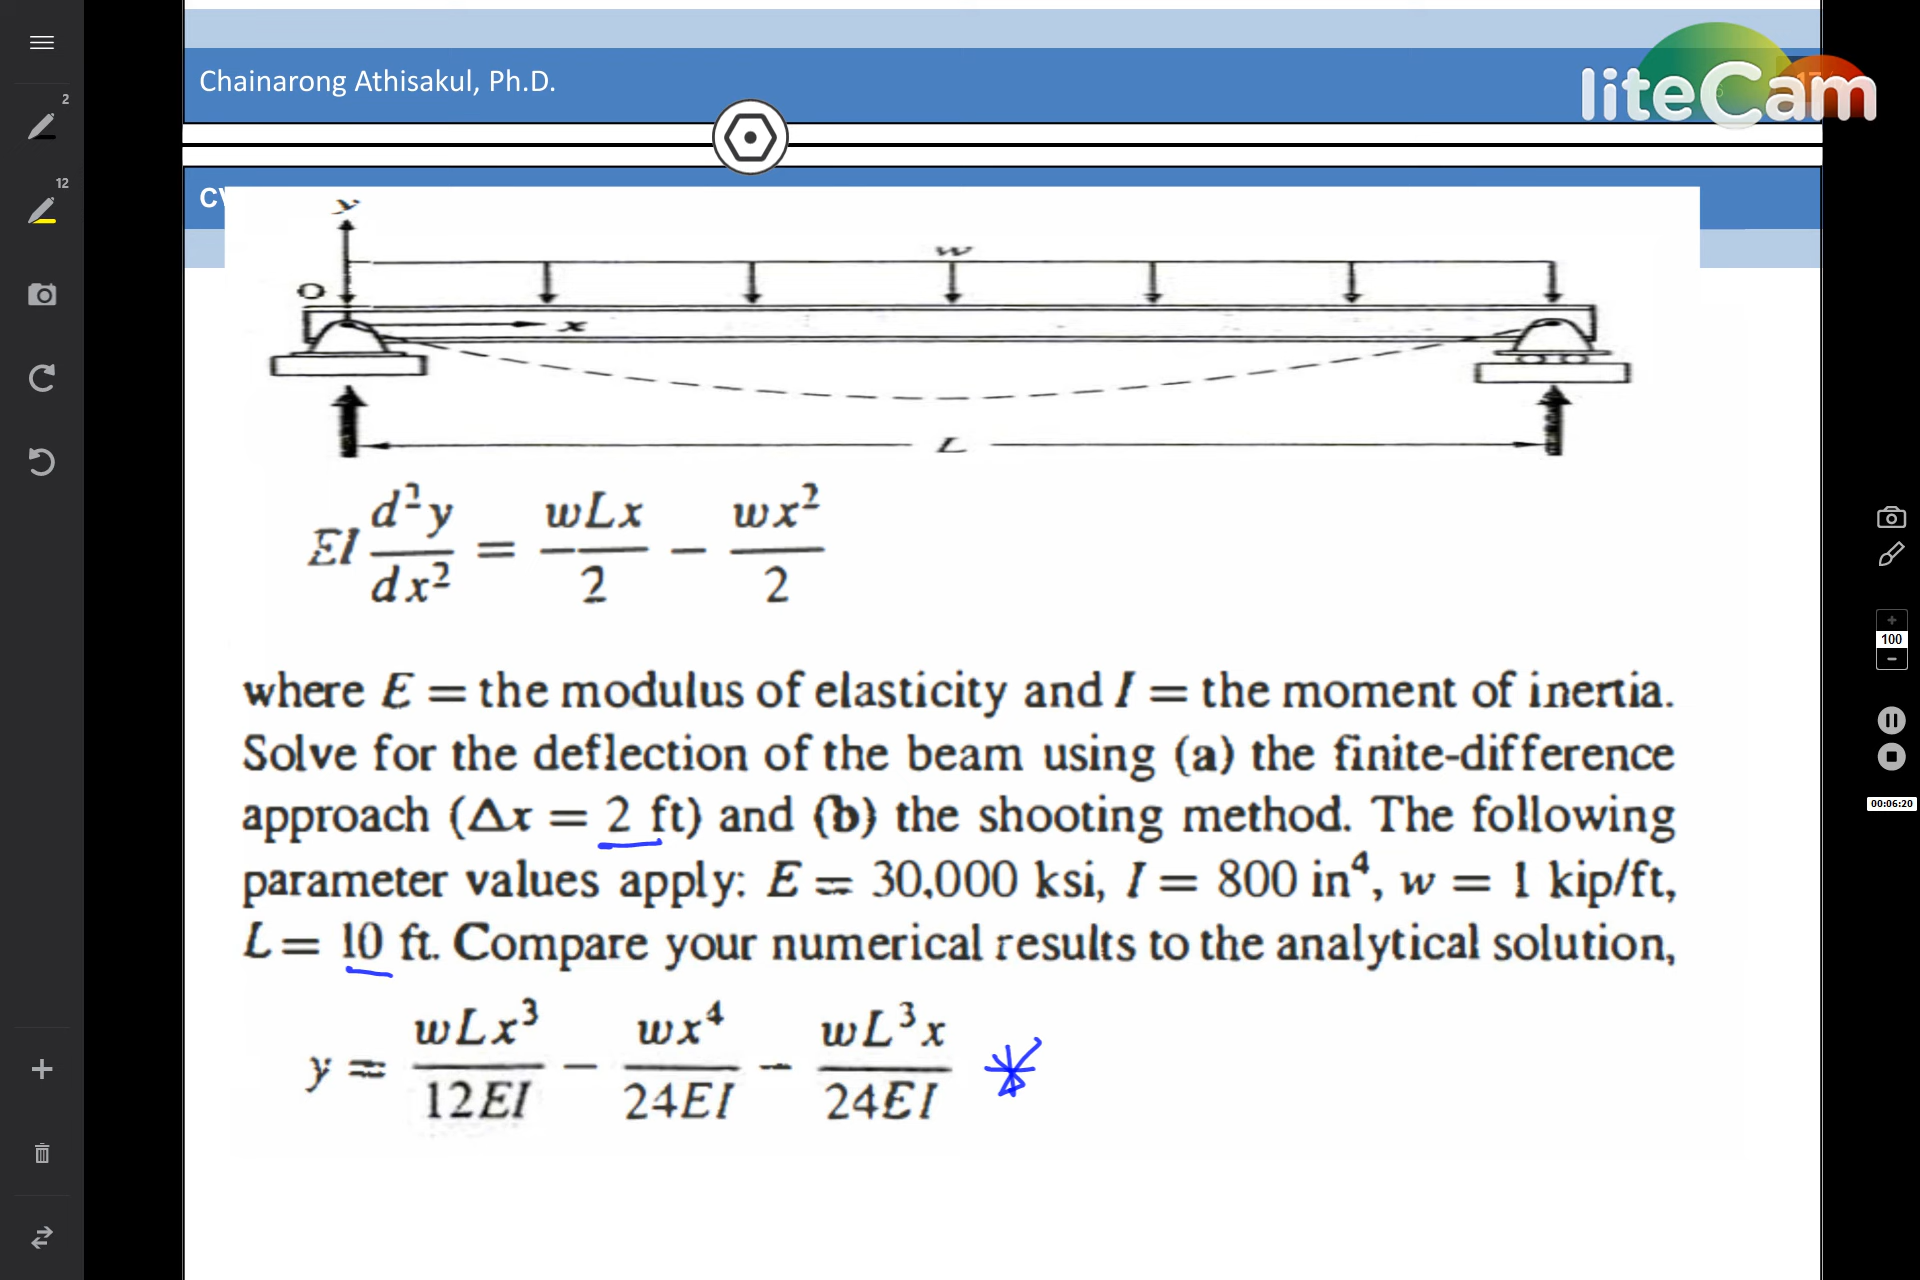 2
12
Chainarong Athisakul, Ph.D.
liteCam
y
w
O
x
L
EI d²y/dx² = wLx/2 − wx²/2
where E = the modulus of elasticity and I = the moment of inertia.
Solve for the deflection of the beam using (a) the finite-difference
approach (Δx = 2 ft) and (b) the shooting method. The following
parameter values apply: E = 30,000 ksi, I = 800 in⁴, w = 1 kip/ft,
L = 10 ft. Compare your numerical results to the analytical solution,
y = wLx³/12EI − wx⁴/24EI − wL³x/24EI
100
00:06:20